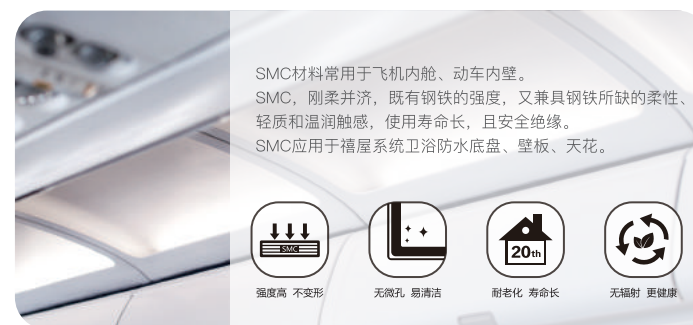 SMC材料常用于飞机内舱、动车内壁。
SMC，刚柔并济，既有钢铁的强度，又兼具钢铁所缺的柔性、
轻质和温润触感，使用寿命长，且安全绝缘。
SMC应用于禧屋系统卫浴防水底盘、壁板、天花。
SMC
20th
强度高 不变形
无微孔 易清洁
耐老化 寿命长
无辐射 更健康